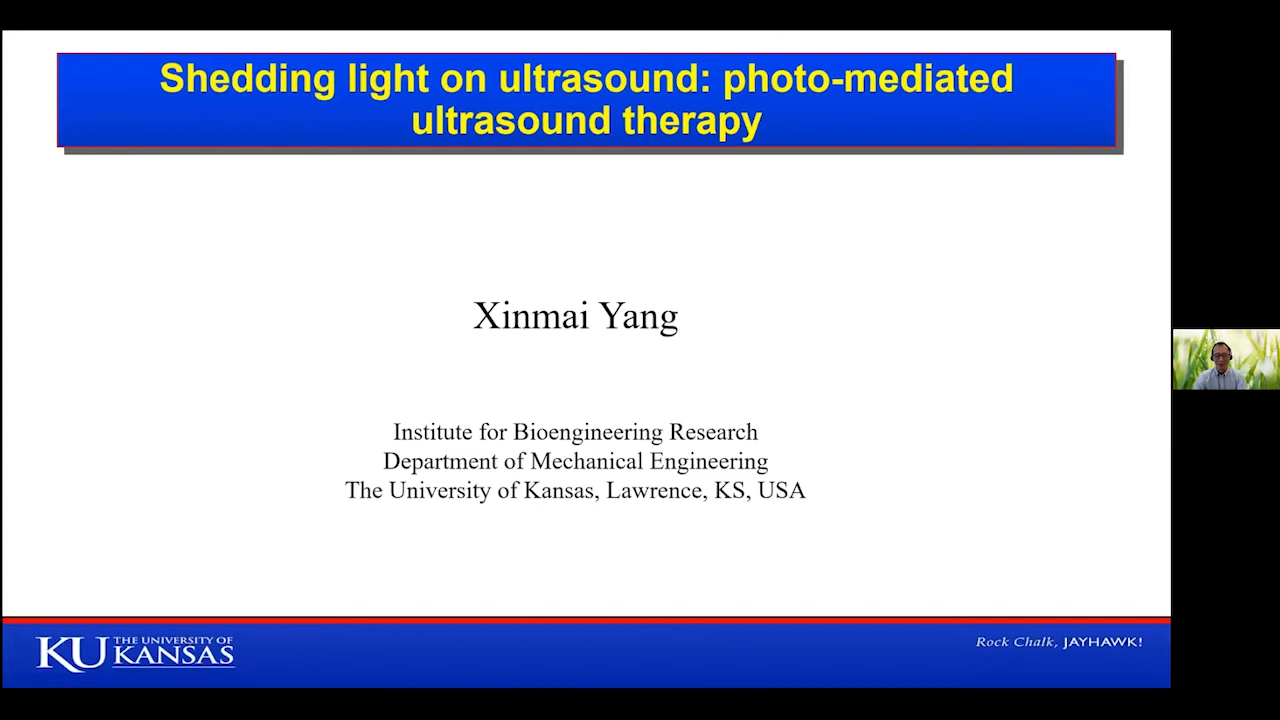 Shedding light on ultrasound: photo-mediated
ultrasound therapy
Xinmai Yang
Institute for Bioengineering Research
Department of Mechanical Engineering
The University of Kansas, Lawrence, KS, USA
KU THE UNIVERSITY OF
KANSAS
Rock Chalk, JAYHAWK!